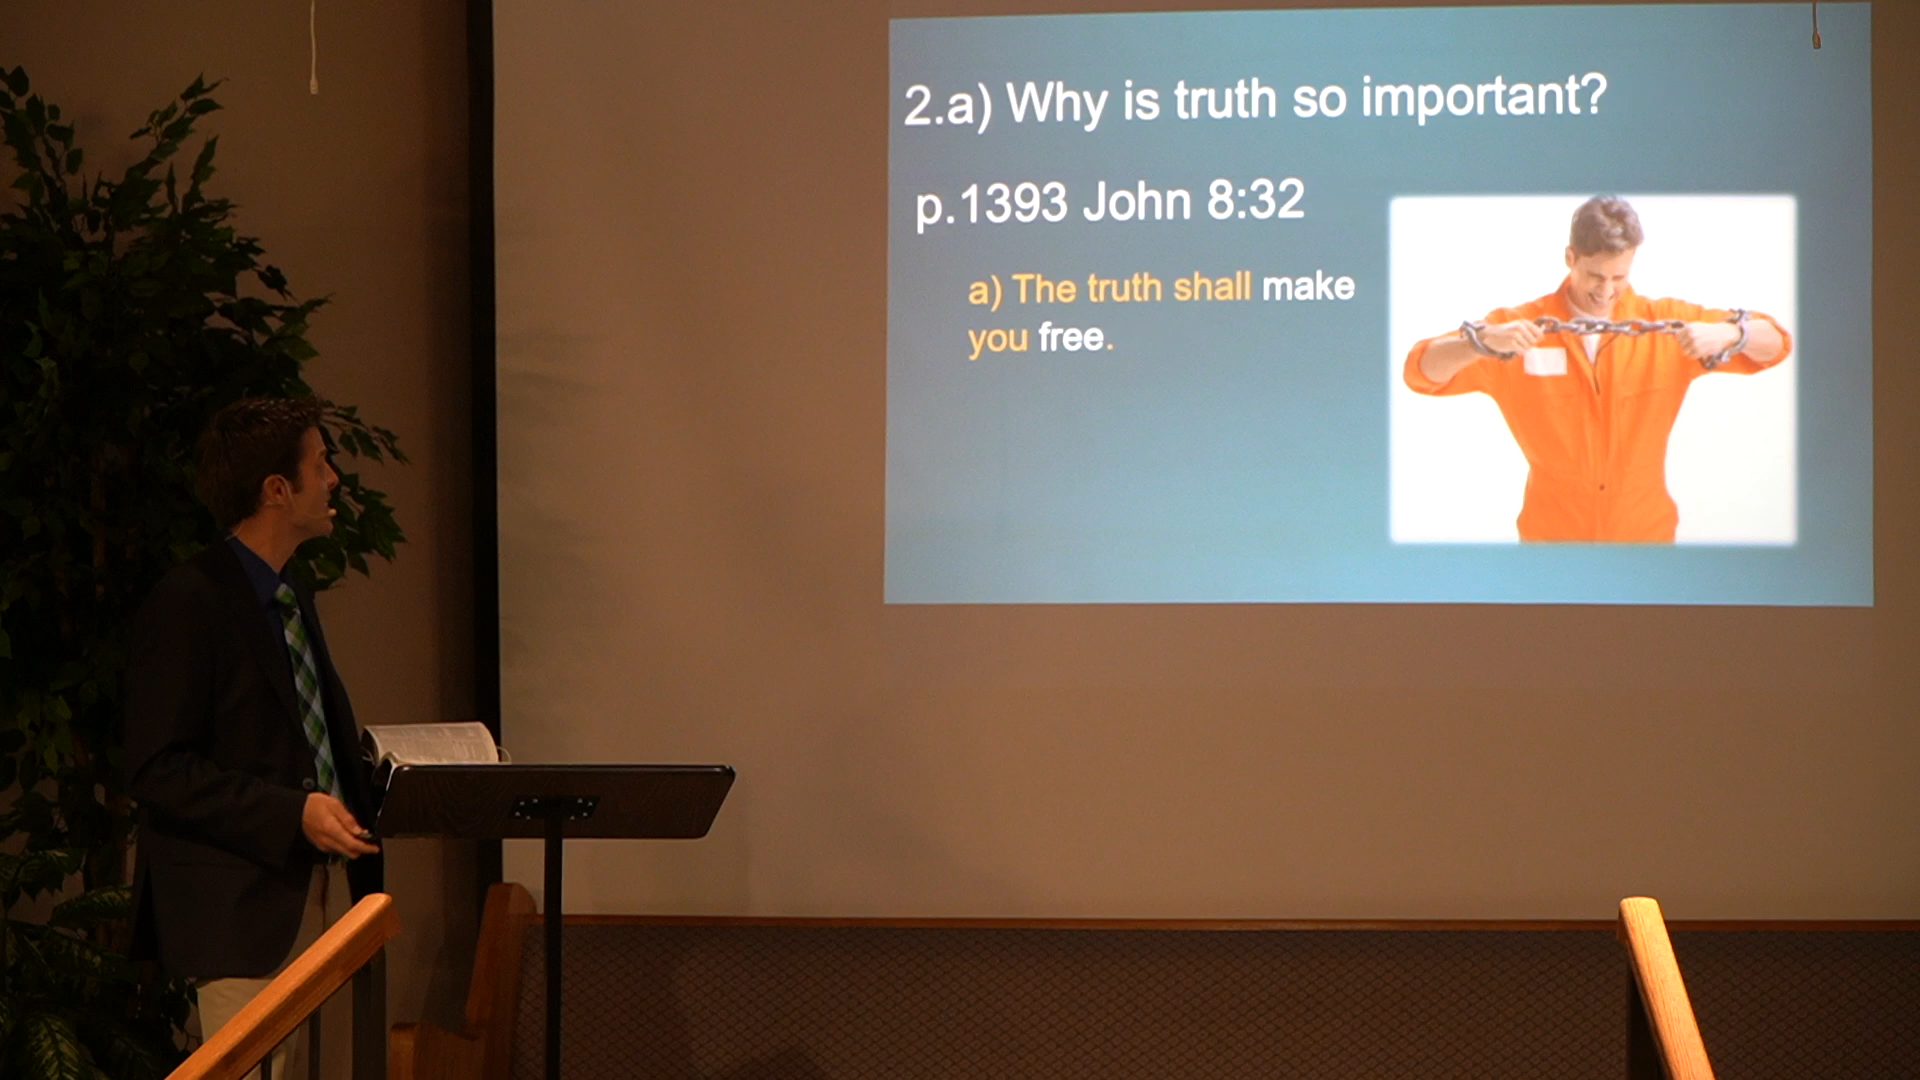 2.a) Why is truth so important?
p.1393 John 8:32
a) The truth shall make
you free.